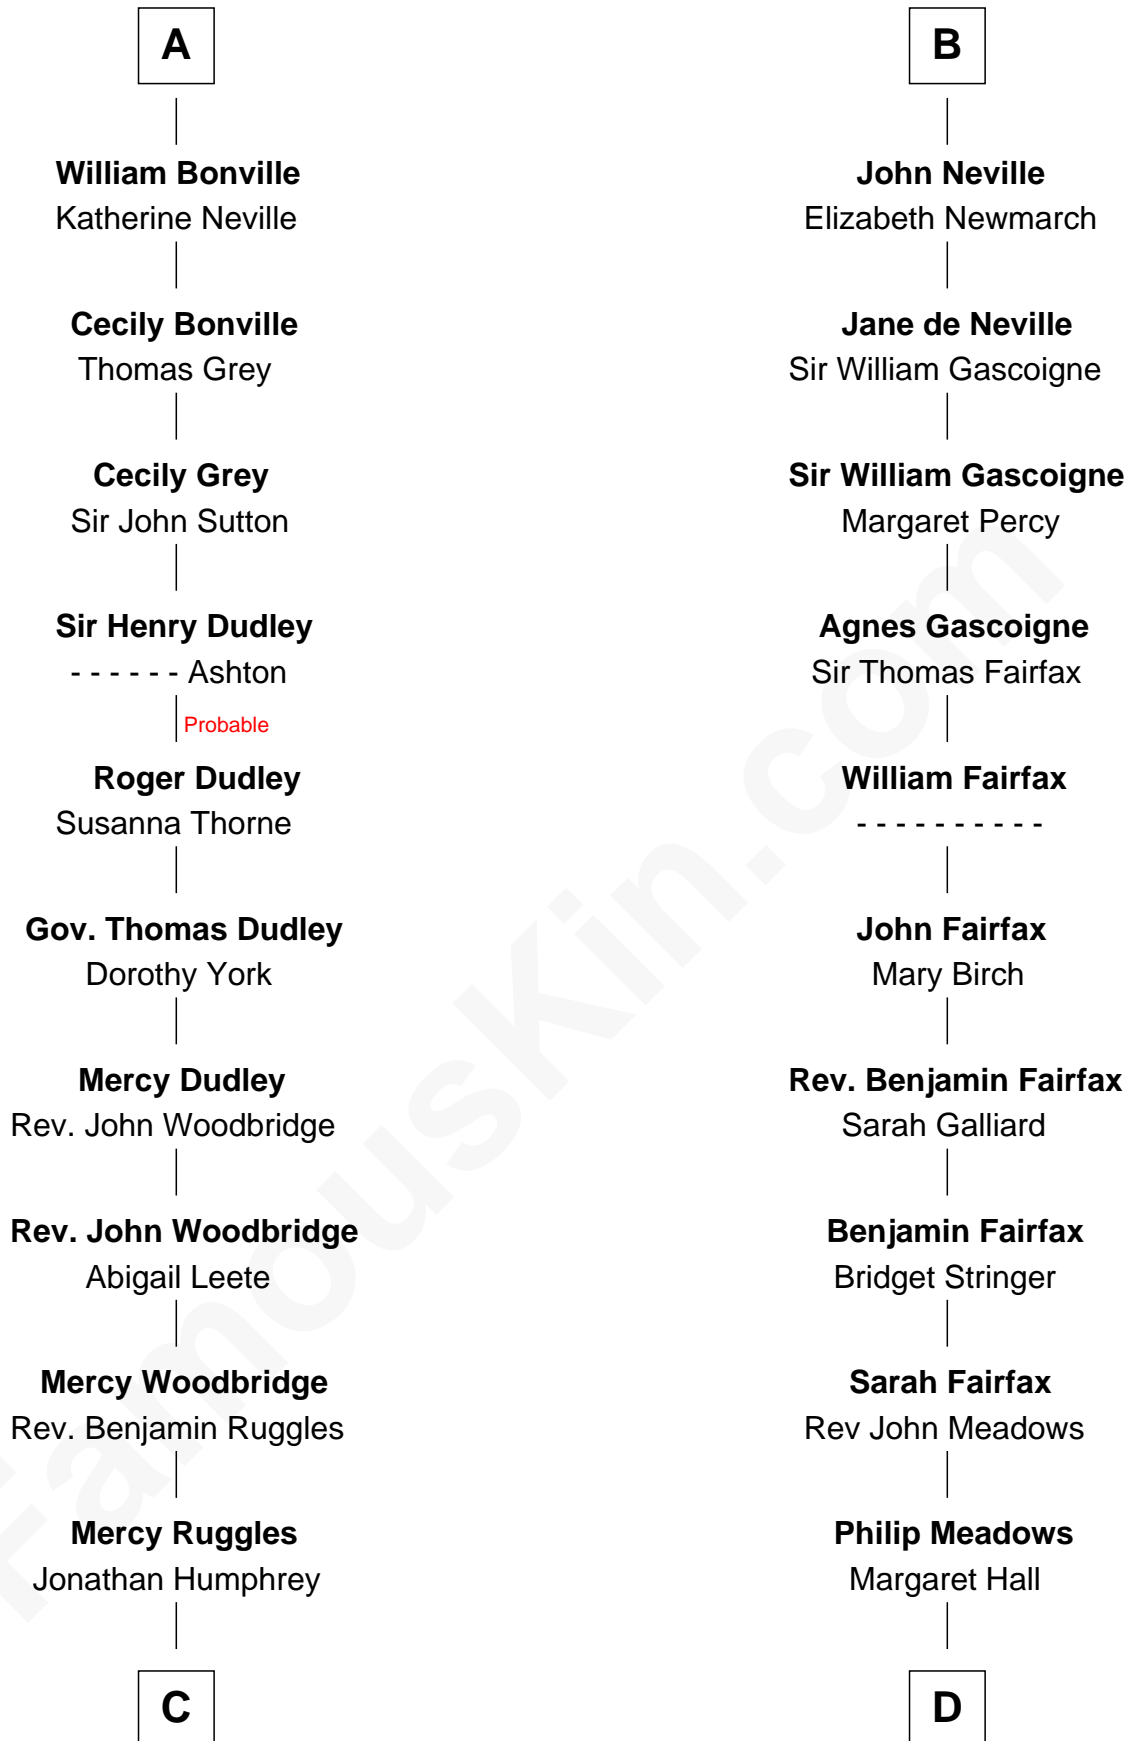 A
William Bonville
Katherine Neville
Cecily Bonville
Thomas Grey
Cecily Grey
Sir John Sutton
Sir Henry Dudley
- - - - - - Ashton
Probable
Roger Dudley
Susanna Thorne
Gov. Thomas Dudley
Dorothy York
Mercy Dudley
Rev. John Woodbridge
Rev. John Woodbridge
Abigail Leete
Mercy Woodbridge
Rev. Benjamin Ruggles
Mercy Ruggles
Jonathan Humphrey
C
B
John Neville
Elizabeth Newmarch
Jane de Neville
Sir William Gascoigne
Sir William Gascoigne
Margaret Percy
Agnes Gascoigne
Sir Thomas Fairfax
William Fairfax
- - - - - - - - - -
John Fairfax
Mary Birch
Rev. Benjamin Fairfax
Sarah Galliard
Benjamin Fairfax
Bridget Stringer
Sarah Fairfax
Rev John Meadows
Philip Meadows
Margaret Hall
D
FamousKin.com